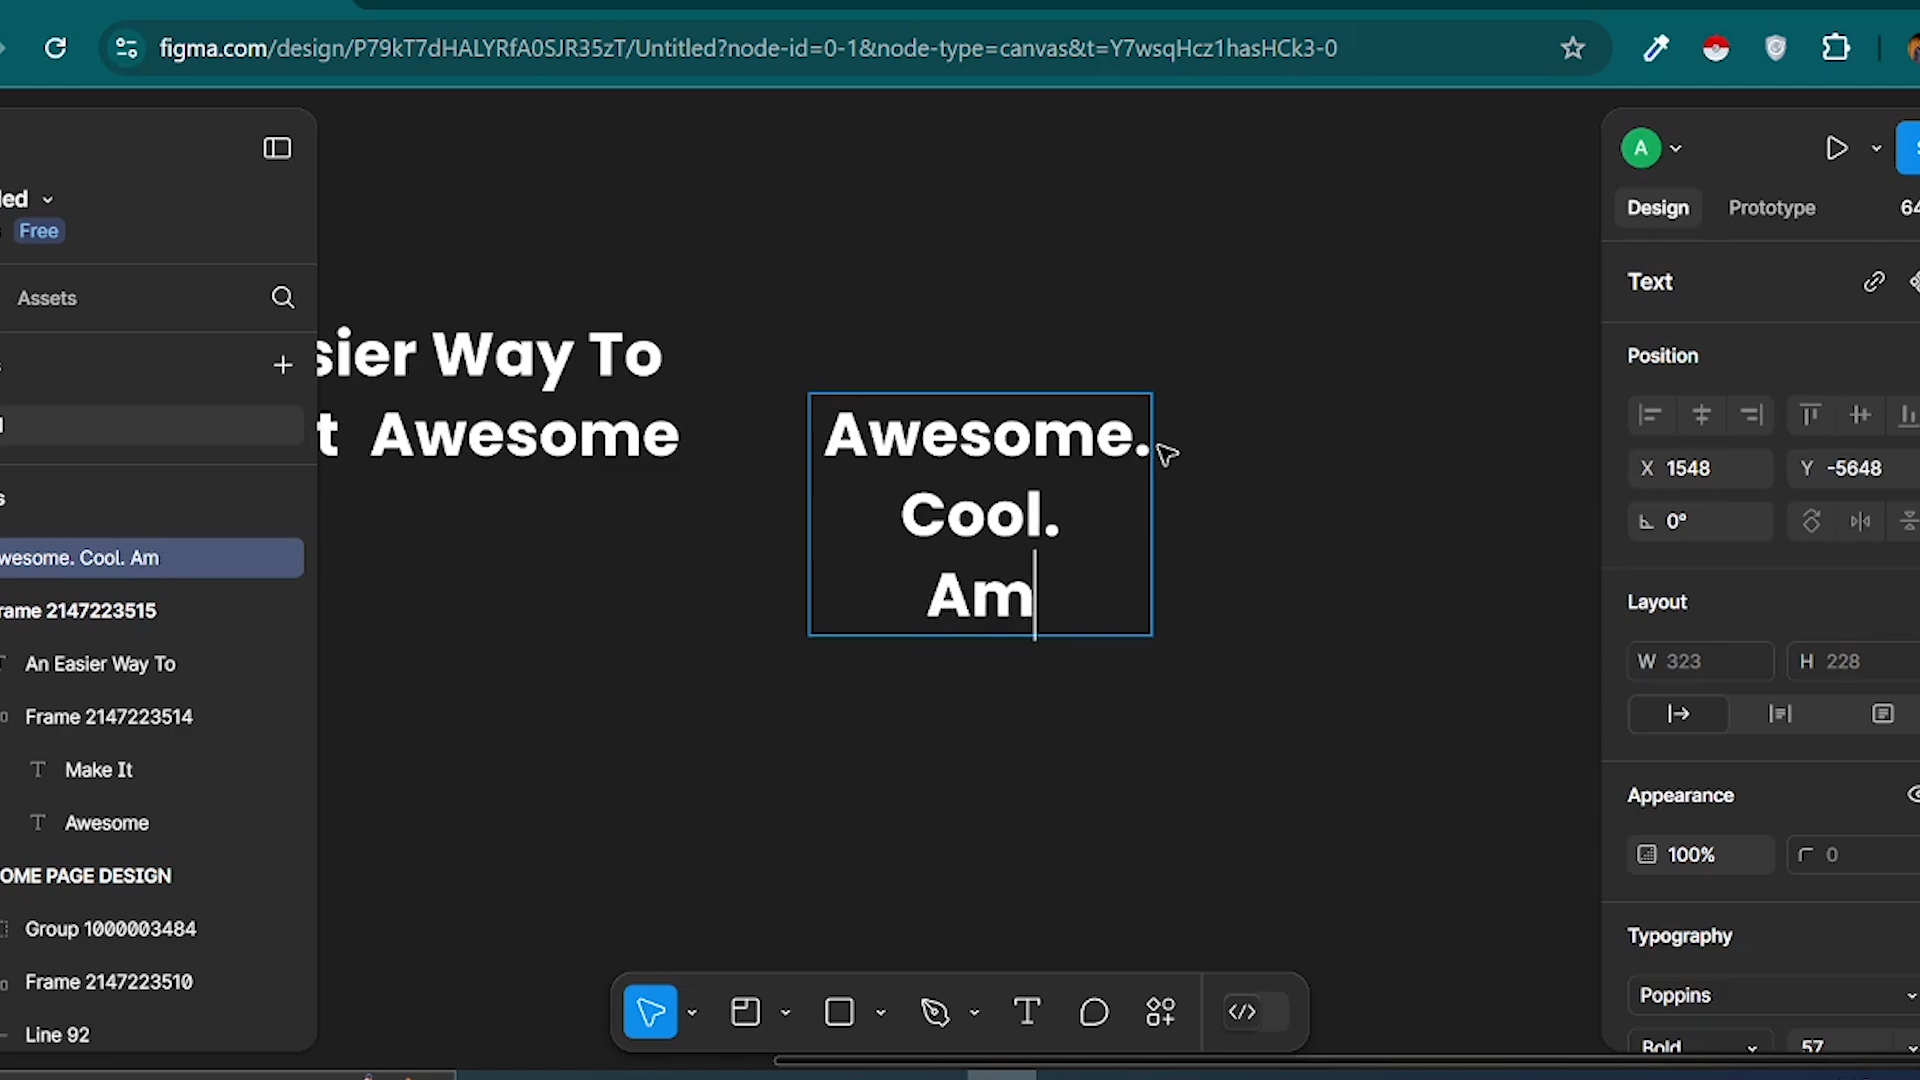 figma.com/design/P79kT7dHALYRfA0SJR35zT/Untitled?node-id=0-1&node-type=canvas&t=Y7wsqHcz1hasHCk3-0
led
Free
Assets
wesome. Cool. Am
rame 2147223515
An Easier Way To
Frame 2147223514
Make It
Awesome
OME PAGE DESIGN
Group 1000003484
Frame 2147223510
Line 92
sier Way To
t Awesome
Awesome.
Cool.
Am
A
Design Prototype 64
Text
Position
X 1548 Y -5648
0°
Layout
W 323 H 228
Appearance
100% 0
Typography
Poppins
Bold 57